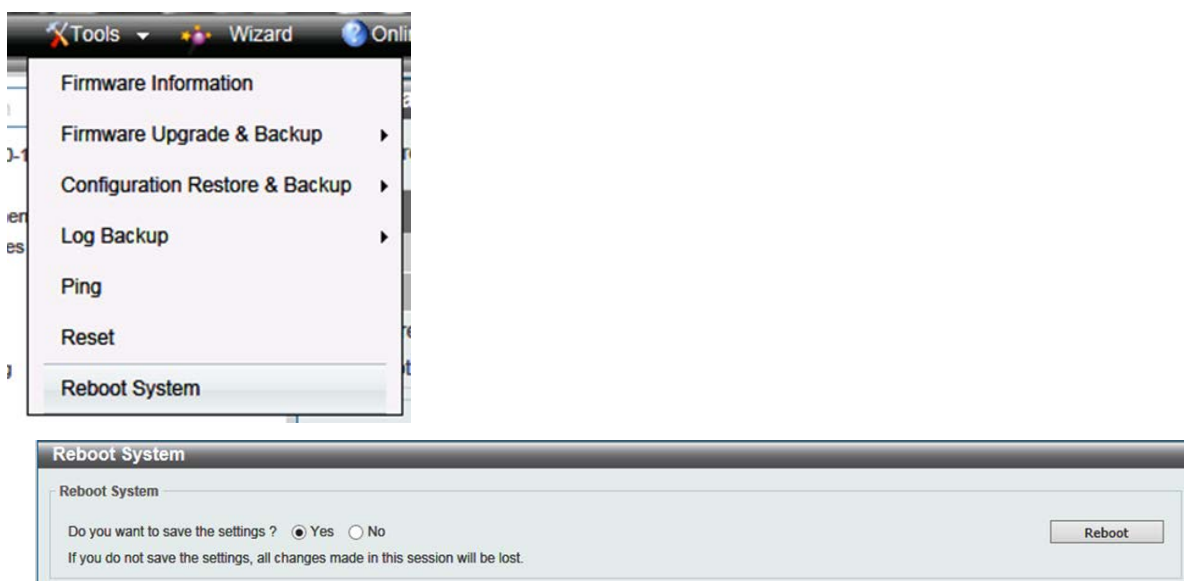 Tools Wizard
Firmware Information
Firmware Upgrade & Backup
Configuration Restore & Backup
Log Backup
Ping
Reset
Reboot System
Reboot System
Reboot System
Do you want to save the settings ? Yes No
Reboot
If you do not save the settings, all changes made in this session will be lost.